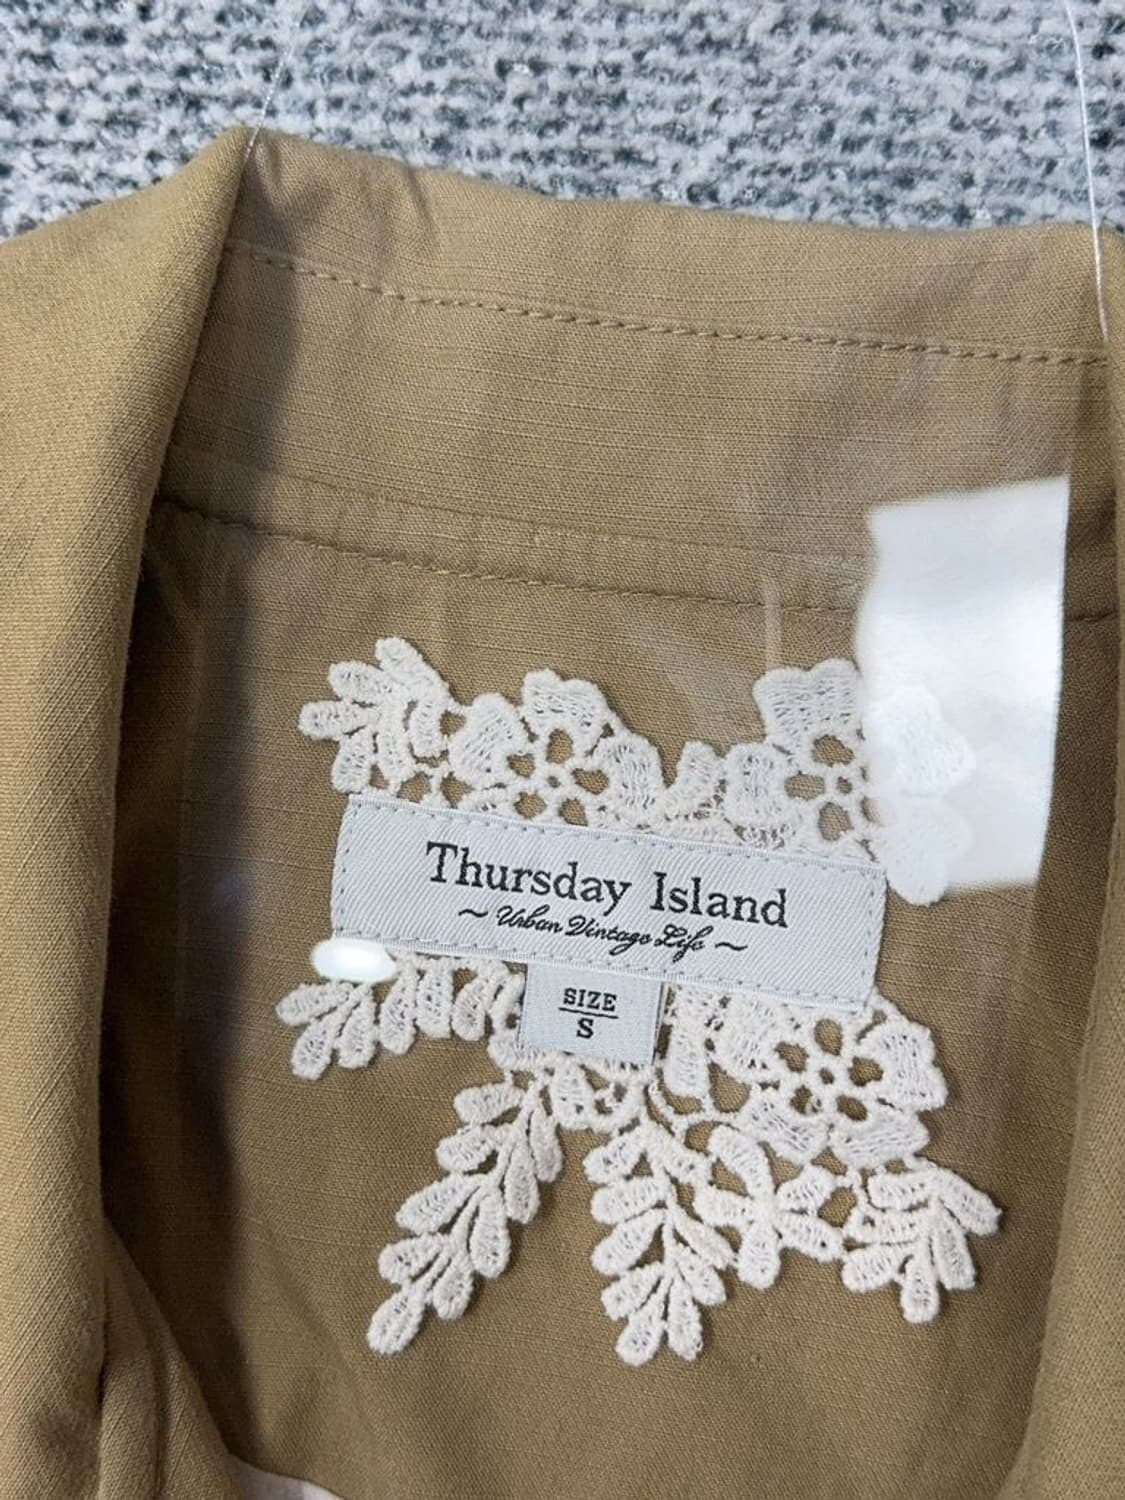 Thursday Island
~ Urban Vintage Life ~
SIZE
S